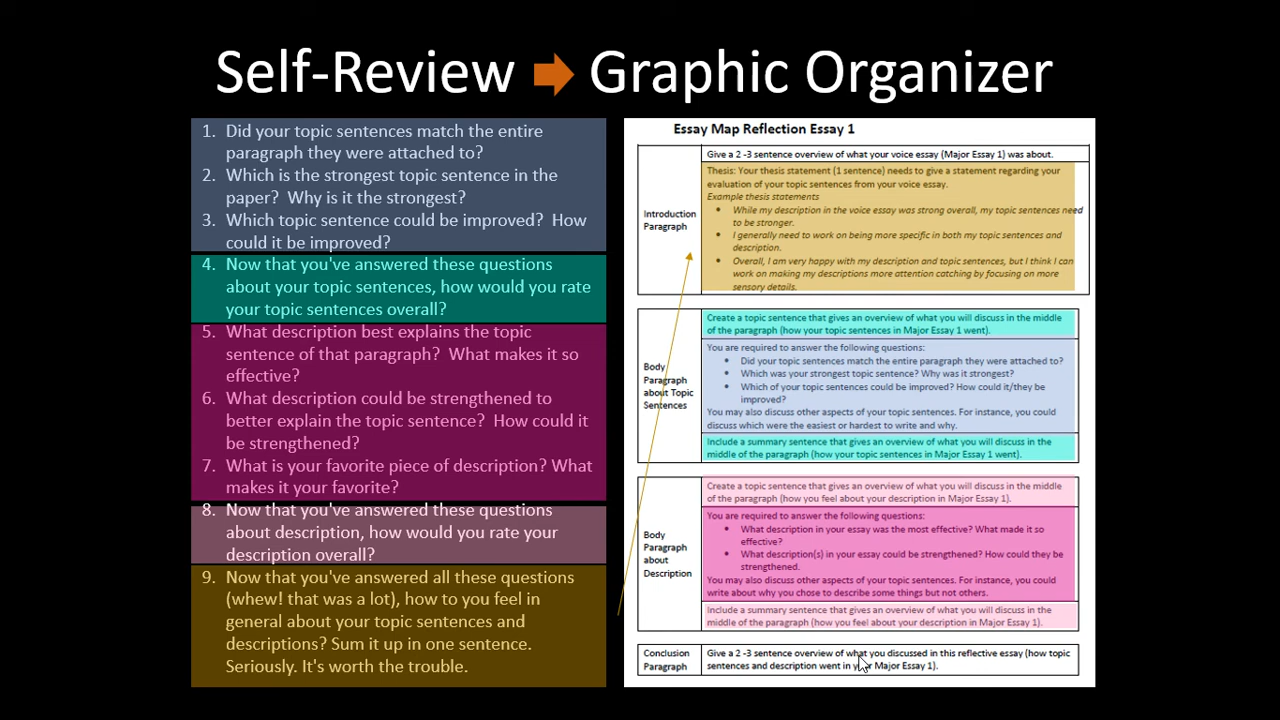 Self-Review Graphic Organizer
1. Did your topic sentences match the entire
paragraph they were attached to?
2. Which is the strongest topic sentence in the
paper? Why is it the strongest?
3. Which topic sentence could be improved? How
could it be improved?
4. Now that you've answered these questions
about your topic sentences, how would you rate
your topic sentences overall?
5. What description best explains the topic
sentence of that paragraph? What makes it so
effective?
6. What description could be strengthened to
better explain the topic sentence? How could it
be strengthened?
7. What is your favorite piece of description? What
makes it your favorite?
8. Now that you've answered these questions
about description, how would you rate your
description overall?
9. Now that you've answered all these questions
(whew! that was a lot), how to you feel in
general about your topic sentences and
descriptions? Sum it up in one sentence.
Seriously. It's worth the trouble.
Essay Map Reflection Essay 1
Introduction
Paragraph
Give a 2 -3 sentence overview of what your voice essay (Major Essay 1) was about.
Thesis: Your thesis statement (1 sentence) needs to give a statement regarding your
evaluation of your topic sentences from your voice essay.
Example thesis statements
• While my description in the voice essay was strong overall, my topic sentences need
to be stronger.
• I generally need to work on being more specific in both my topic sentences and
description.
• Overall, I am very happy with my description and topic sentences, but I think I can
work on making my descriptions more attention catching by focusing on more
sensory details.
Body
Paragraph
about Topic
Sentences
Create a topic sentence that gives an overview of what you will discuss in the middle
of the paragraph (how your topic sentences in Major Essay 1 went).
You are required to answer the following questions:
• Did your topic sentences match the entire paragraph they were attached to?
• Which was your strongest topic sentence? Why was it strongest?
• Which of your topic sentences could be improved? How could it/they be
improved?
You may also discuss other aspects of your topic sentences. For instance, you could
discuss which were the easiest or hardest to write and why.
Include a summary sentence that gives an overview of what you will discuss in the
middle of the paragraph (how your topic sentences in Major Essay 1 went).
Body
Paragraph
about
Description
Create a topic sentence that gives an overview of what you will discuss in the middle
of the paragraph (how you feel about your description in Major Essay 1).
You are required to answer the following questions:
• What description in your essay was the most effective? What made it so
effective?
• What description(s) in your essay could be strengthened? How could they be
strengthened.
You may also discuss other aspects of your topic sentences. For instance, you could
write about why you chose to describe some things but not others.
Include a summary sentence that gives an overview of what you will discuss in the
middle of the paragraph (how you feel about your description in Major Essay 1).
Conclusion
Paragraph
Give a 2 -3 sentence overview of what you discussed in this reflective essay (how topic
sentences and description went in your Major Essay 1).